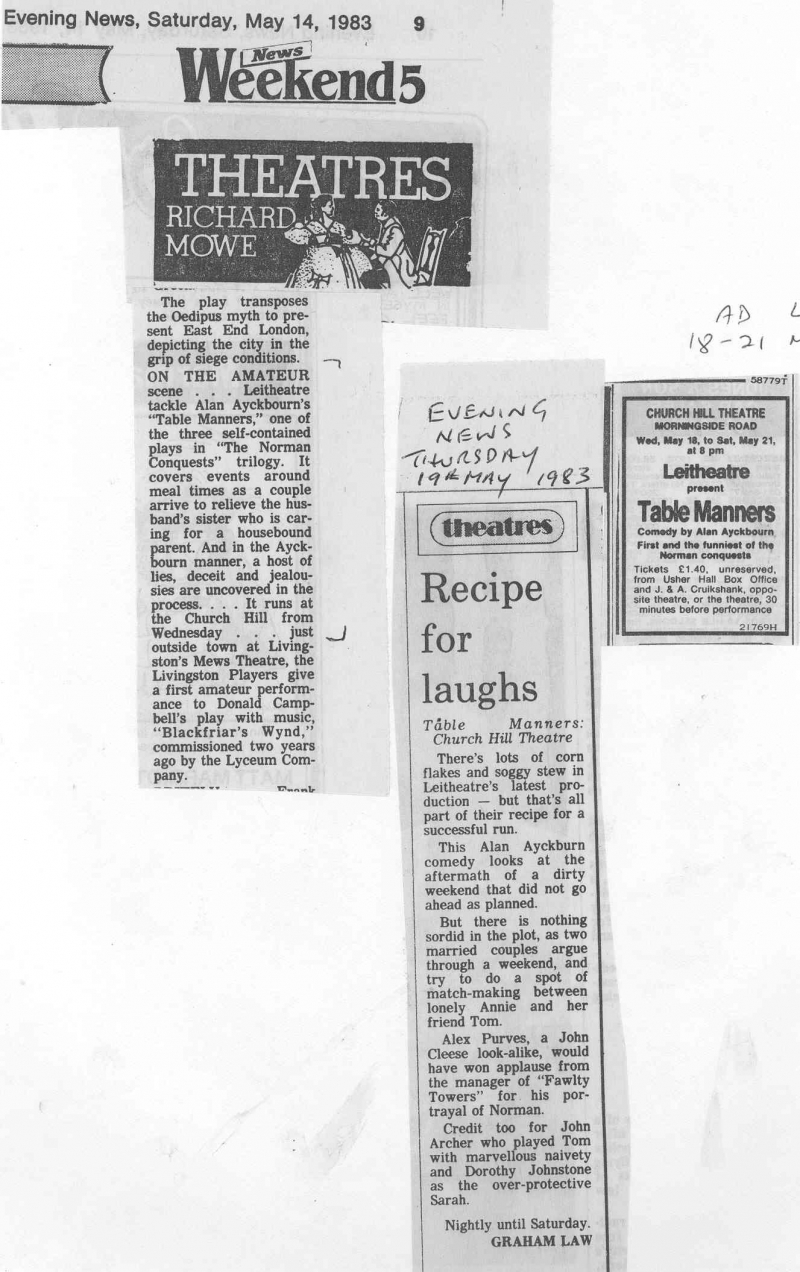 Evening News, Saturday, May 14, 1983 9
News
Weekend5
THEATRES
RICHARD
MOWE
The play transposes
the Oedipus myth to pre-
sent East End London,
depicting the city in the
grip of siege conditions.
ON THE AMATEUR
scene . . . Leitheatre
tackle Alan Ayckbourn's
"Table Manners," one of
the three self-contained
plays in "The Norman
Conquests" trilogy. It
covers events around
meal times as a couple
arrive to relieve the hus-
band's sister who is car-
ing for a housebound
parent. And in the Ayck-
bourn manner, a host of
lies, deceit and jealou-
sies are uncovered in the
process. . . . It runs at
the Church Hill from
Wednesday . . . just
outside town at Living-
ston's Mews Theatre, the
Livingston Players give
a first amateur perform-
ance to Donald Camp-
bell's play with music,
"Blackfriar's Wynd,"
commissioned two years
ago by the Lyceum Com-
pany.
EVENING
NEWS
THURSDAY
19th MAY 1983
theatres
Recipe
for
laughs
Table Manners:
Church Hill Theatre
There's lots of corn
flakes and soggy stew in
Leitheatre's latest pro-
duction — but that's all
part of their recipe for a
successful run.
This Alan Ayckburn
comedy looks at the
aftermath of a dirty
weekend that did not go
ahead as planned.
But there is nothing
sordid in the plot, as two
married couples argue
through a weekend, and
try to do a spot of
match-making between
lonely Annie and her
friend Tom.
Alex Purves, a John
Cleese look-alike, would
have won applause from
the manager of "Fawlty
Towers" for his por-
trayal of Norman.
Credit too for John
Archer who played Tom
with marvellous naivety
and Dorothy Johnstone
as the over-protective
Sarah.
Nightly until Saturday.
GRAHAM LAW
AD
18-21
58779T
CHURCH HILL THEATRE
MORNINGSIDE ROAD
Wed, May 18, to Sat, May 21,
at 8 pm
Leitheatre
present
Table Manners
Comedy by Alan Ayckbourn
First and the funniest of the
Norman conquests
Tickets £1.40, unreserved,
from Usher Hall Box Office
and J. & A. Cruikshank, oppo-
site theatre, or the theatre, 30
minutes before performance
21769H